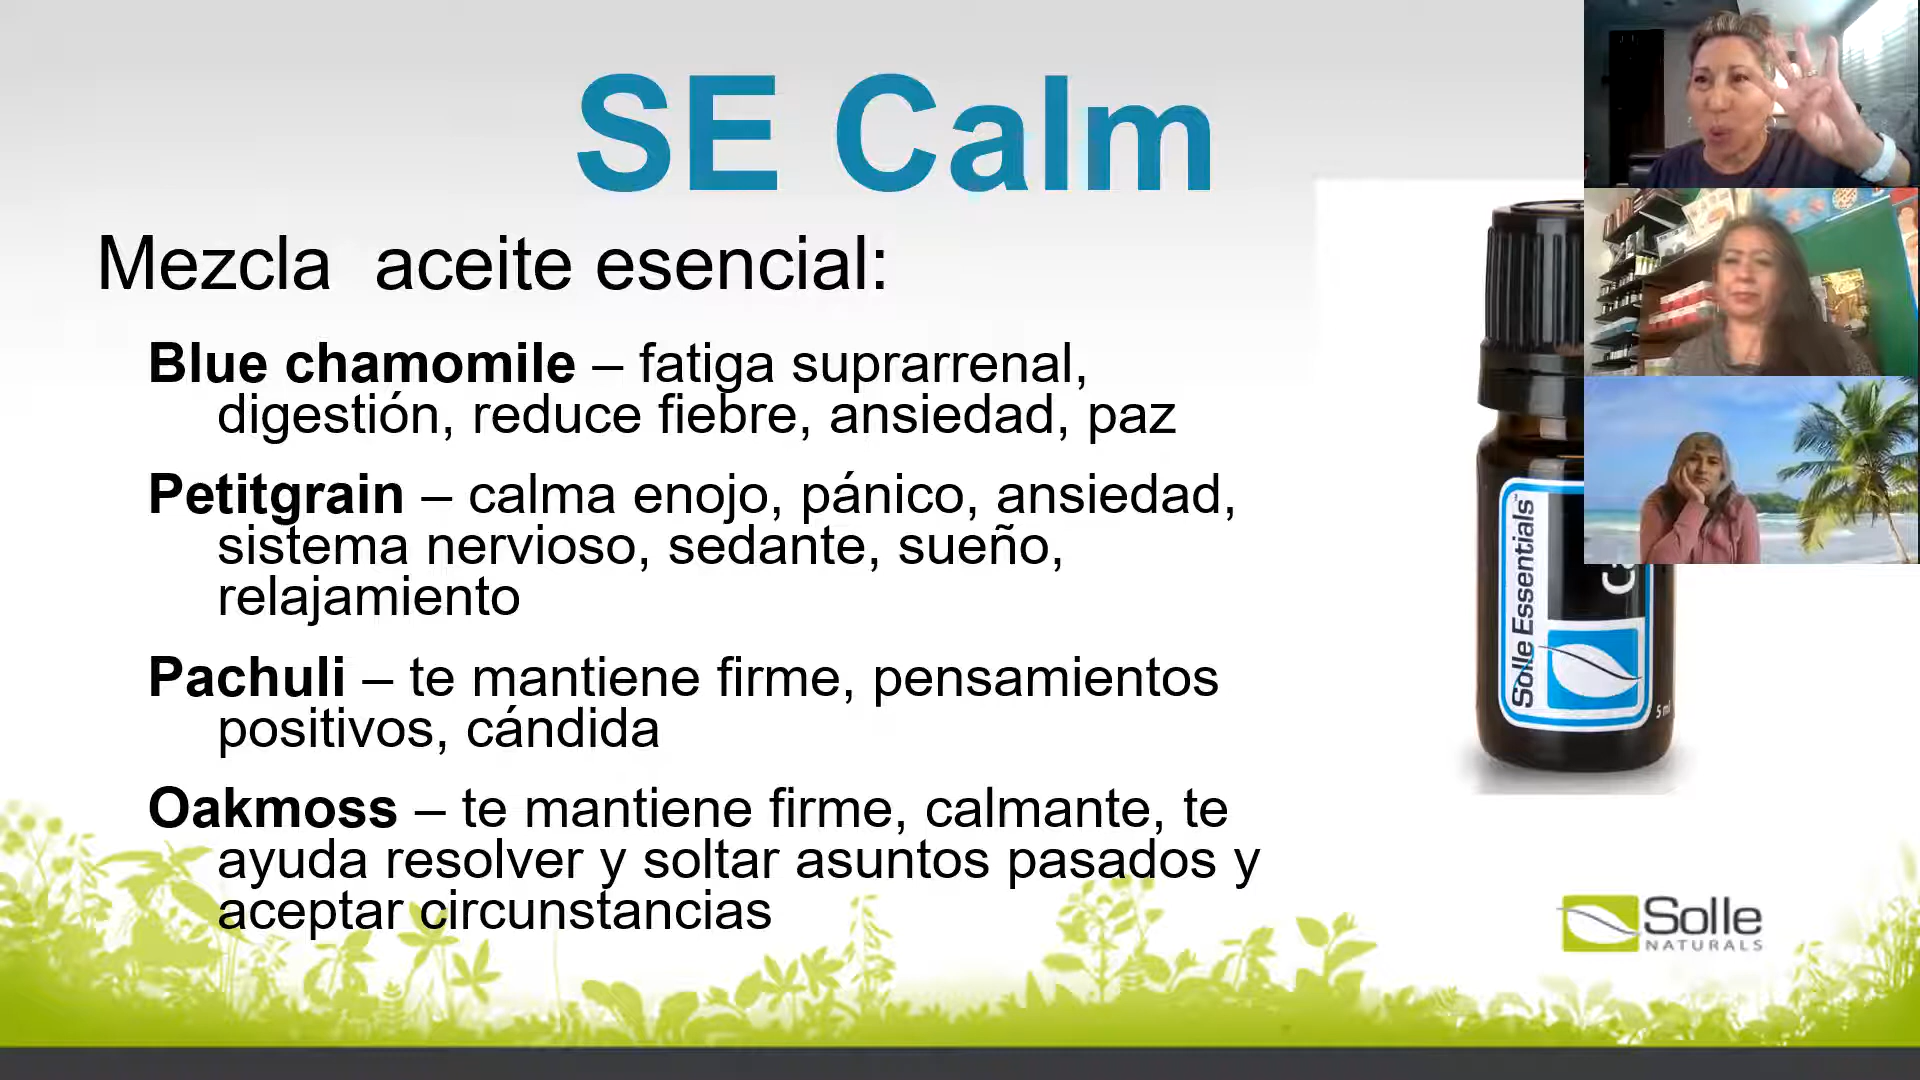 SE Calm
Mezcla aceite esencial:
Blue chamomile – fatiga suprarrenal,
digestión, reduce fiebre, ansiedad, paz
Petitgrain – calma enojo, pánico, ansiedad,
sistema nervioso, sedante, sueño,
relajamiento
Pachuli – te mantiene firme, pensamientos
positivos, cándida
Oakmoss – te mantiene firme, calmante, te
ayuda resolver y soltar asuntos pasados y
aceptar circunstancias
Solle Essentials™
5 ml
Solle
NATURALS